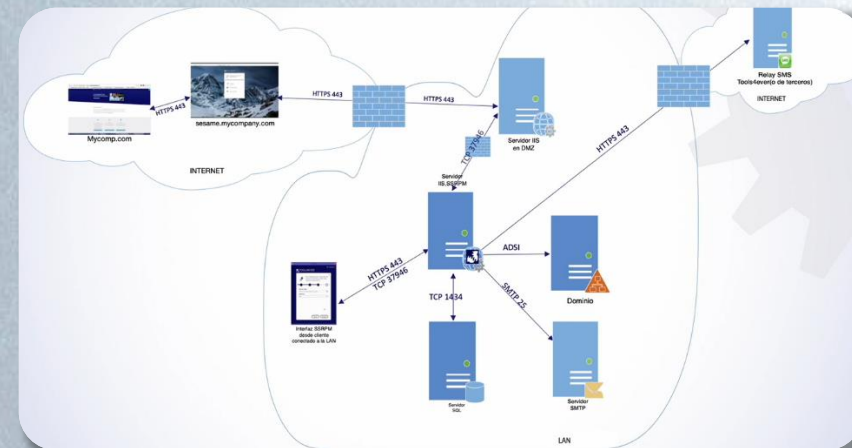 HTTPS 443
Mycomp.com
sesame.mycompany.com
HTTPS 443
HTTPS 443
INTERNET
Servidor IIS
en DMZ
TCP 37946
Relay SMS
Tools4ever(o de terceros)
INTERNET
HTTPS 443
Servidor
IIS.SSRPM
ADSI
Dominio
HTTPS 443
TCP 37946
Interfaz SSRPM
desde cliente
conectado a la LAN
TCP 1434
SMTP 25
Servidor
SQL
Servidor
SMTP
LAN